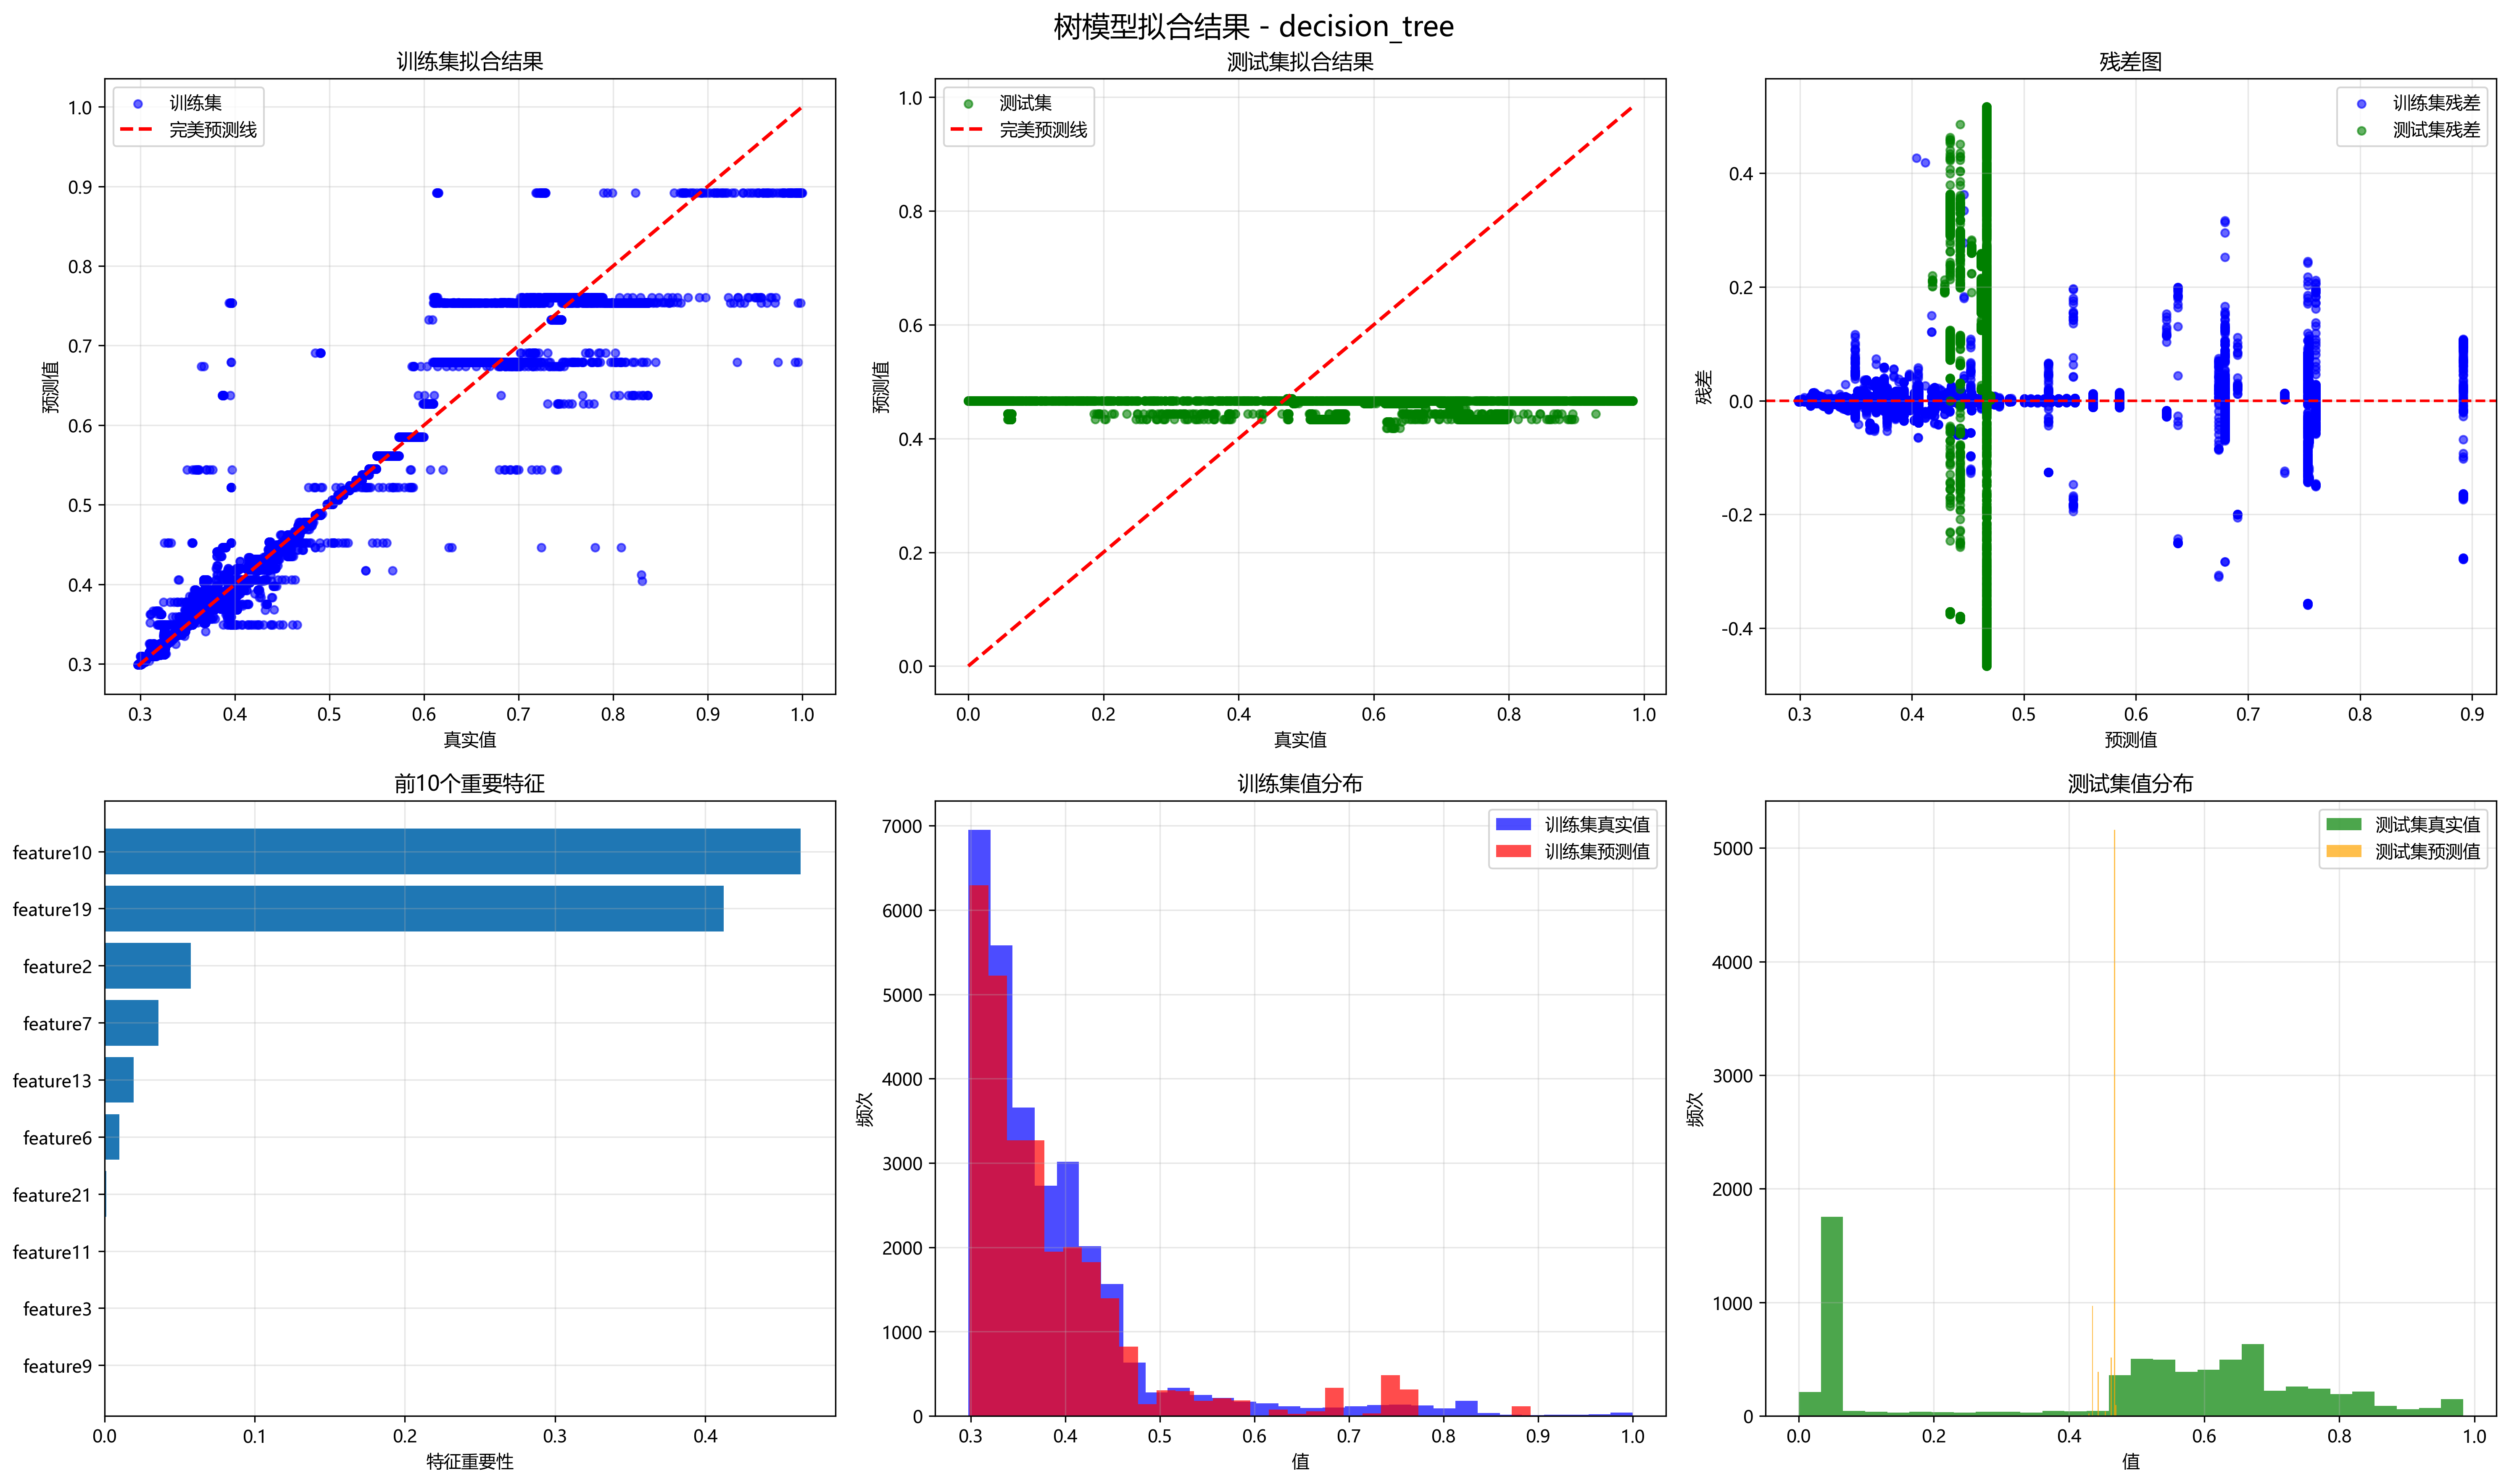 树模型拟合结果 - decision_tree
训练集拟合结果
训练集
完美预测线
预测值
1.0
0.9
0.8
0.7
0.6
0.5
0.4
0.3
0.3 0.4 0.5 0.6 0.7 0.8 0.9 1.0
真实值
测试集拟合结果
测试集
完美预测线
预测值
1.0
0.8
0.6
0.4
0.2
0.0
0.0 0.2 0.4 0.6 0.8 1.0
真实值
残差图
训练集残差
测试集残差
残差
0.4
0.2
0.0
-0.2
-0.4
0.3 0.4 0.5 0.6 0.7 0.8 0.9
预测值
前10个重要特征
feature10
feature19
feature2
feature7
feature13
feature6
feature21
feature11
feature3
feature9
0.0 0.1 0.2 0.3 0.4
特征重要性
训练集值分布
训练集真实值
训练集预测值
频次
7000
6000
5000
4000
3000
2000
1000
0
0.3 0.4 0.5 0.6 0.7 0.8 0.9 1.0
值
测试集值分布
测试集真实值
测试集预测值
频次
5000
4000
3000
2000
1000
0
0.0 0.2 0.4 0.6 0.8 1.0
值